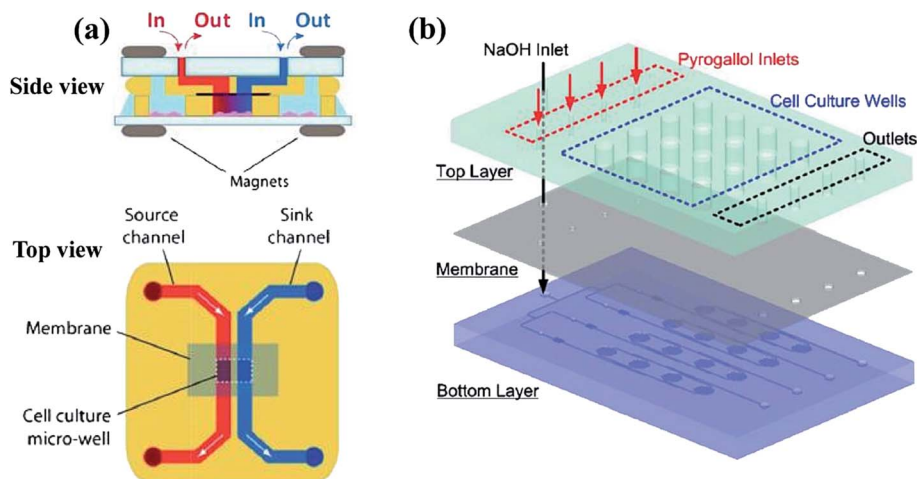 (a)
In Out In Out
Side view
Magnets
Top view
Source
channel
Sink
channel
Membrane
Cell culture
micro-well
(b)
NaOH Inlet
Pyrogallol Inlets
Cell Culture Wells
Outlets
Top Layer
Membrane
Bottom Layer